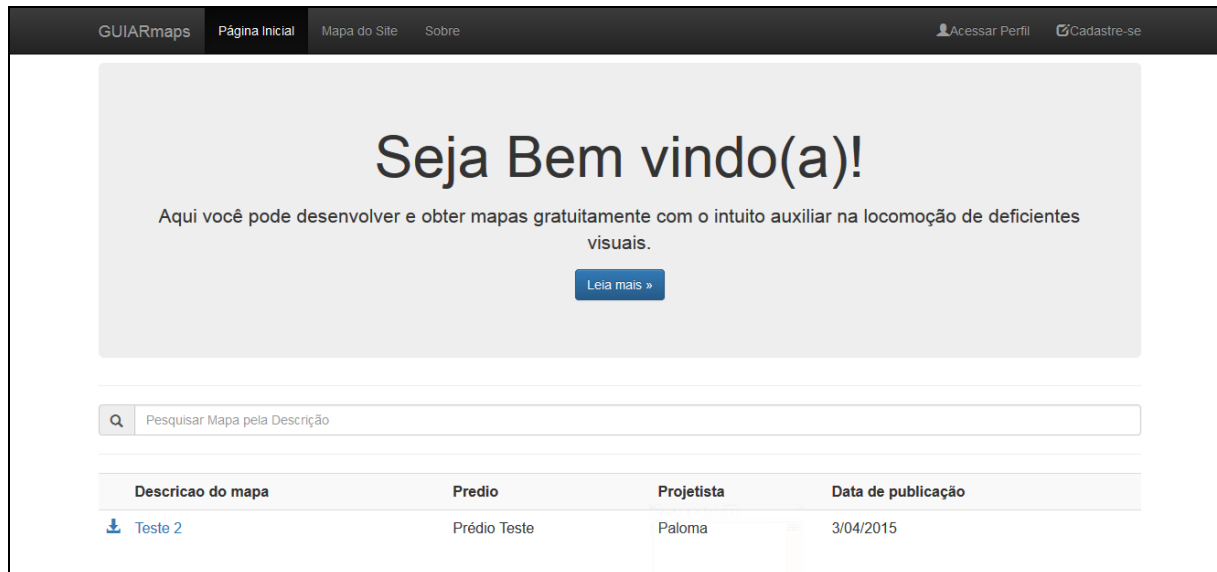 GUIARmaps Página Inicial Mapa do Site Sobre Acessar Perfil Cadastre-se
Seja Bem vindo(a)!
Aqui você pode desenvolver e obter mapas gratuitamente com o intuito auxiliar na locomoção de deficientes
visuais.
Leia mais »
Pesquisar Mapa pela Descrição
Descricao do mapa Predio Projetista Data de publicação
Teste 2 Prédio Teste Paloma 3/04/2015